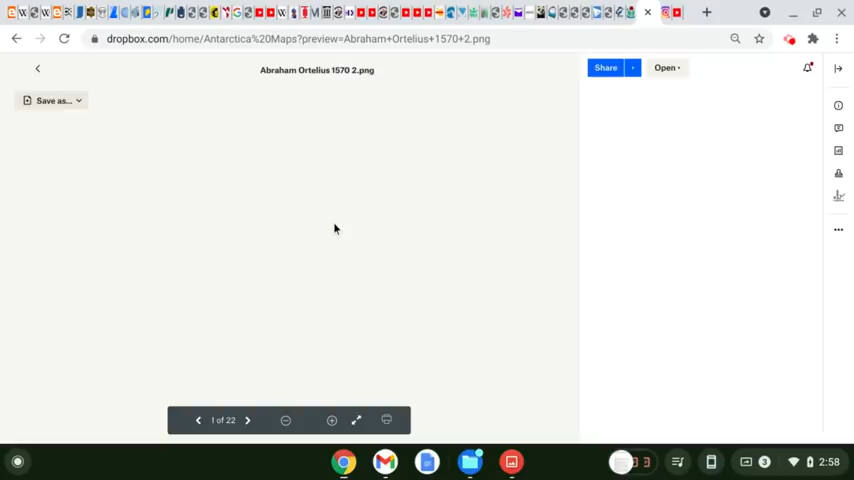 dropbox.com/home/Antarctica%20Maps?preview=Abraham+Ortelius+1570+2.png
Abraham Ortelius 1570 2.png
Share
Open
Save as...
1 of 22
3
2:58